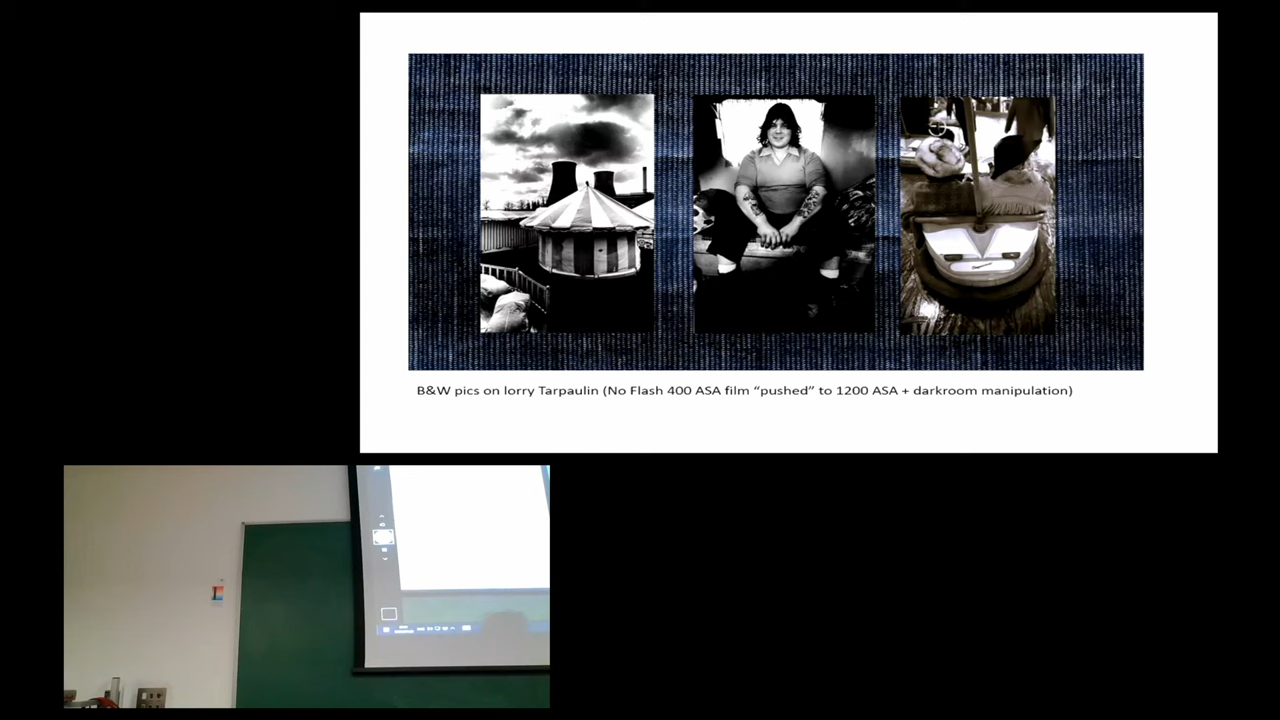 B&W pics on lorry Tarpaulin (No Flash 400 ASA film “pushed” to 1200 ASA + darkroom manipulation)